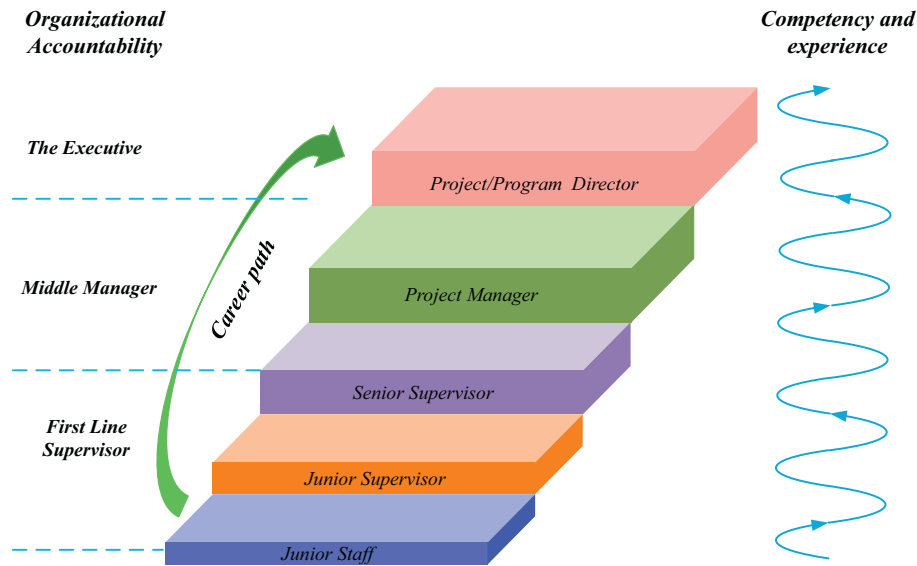 Organizational
Accountability
Competency and
experience
The Executive
Project/Program Director
Career path
Middle Manager
Project Manager
Senior Supervisor
First Line
Supervisor
Junior Supervisor
Junior Staff